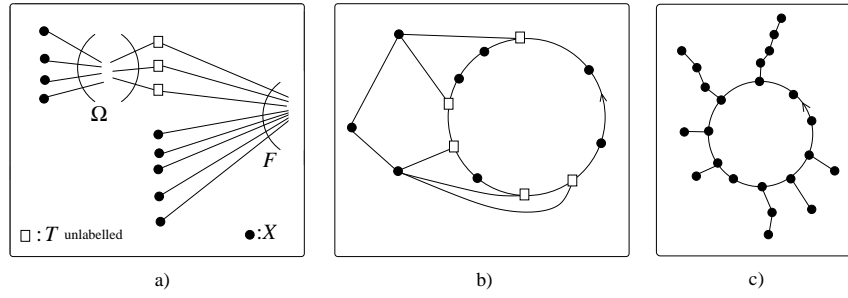 Ω
F
□ : T unlabelled
●:X
a)
b)
c)